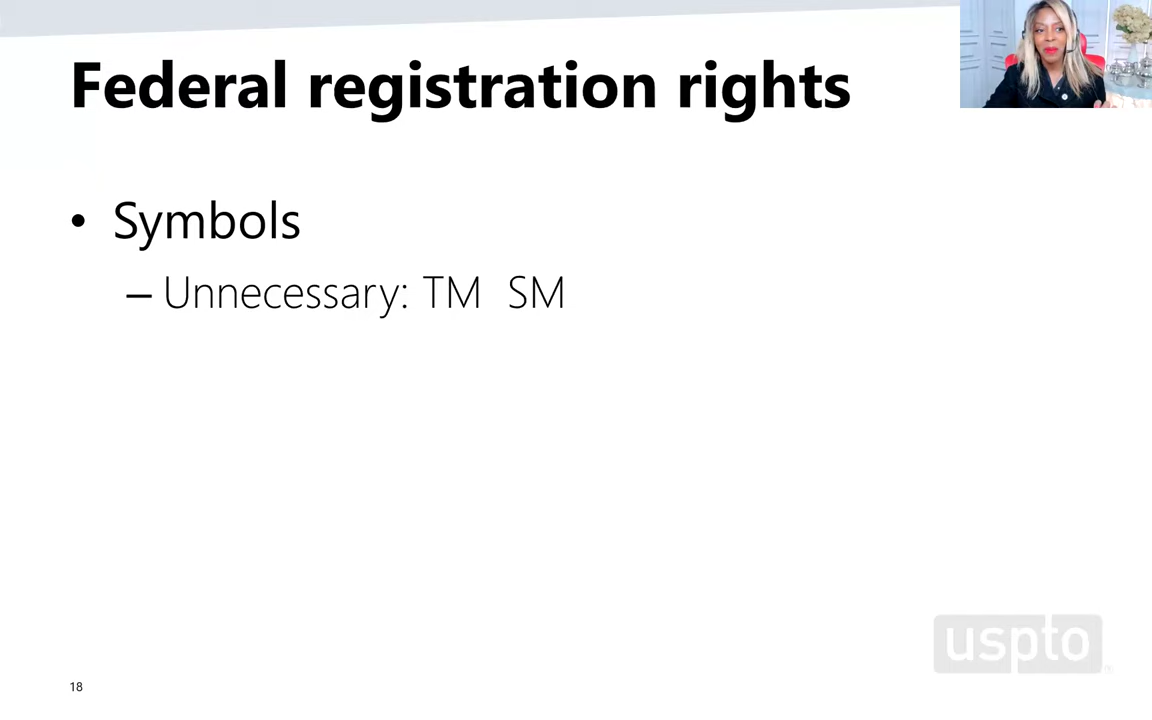 Federal registration rights
• Symbols
– Unnecessary: TM SM
uspto
18